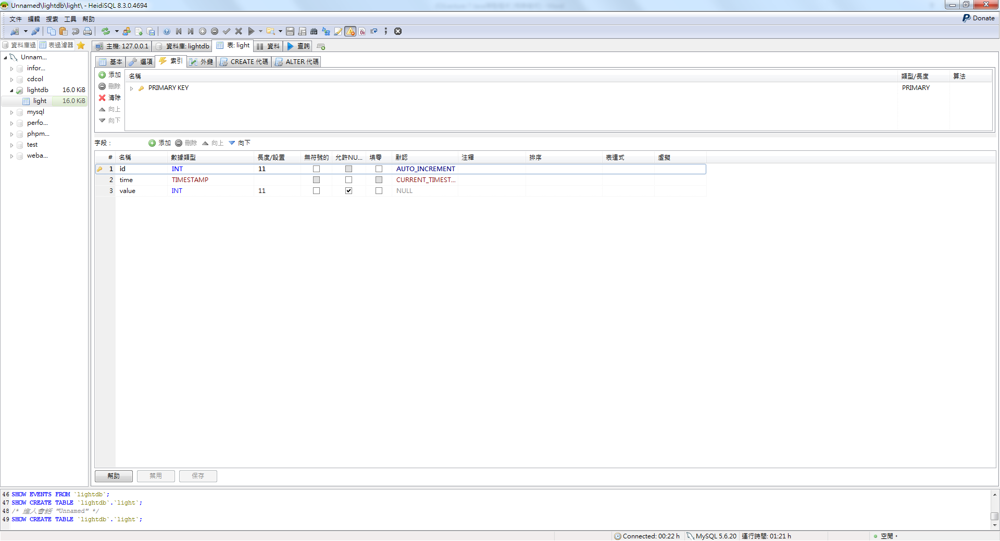 Unnamed\lightdb\light\ - HeidiSQL 8.3.0.4694
文件 編輯 搜索 工具 幫助
Donate
資料庫過 表過濾器
主機: 127.0.0.1 資料庫: lightdb 表: light 資料 查詢
Unnam...
infor...
cdcol
lightdb 16.0 KiB
light 16.0 KiB
mysql
perfo...
phpm...
test
weba...
基本 選項 索引 外鍵 CREATE 代碼 ALTER 代碼
添加
刪除
清除
向上
向下
名稱 類型/長度 算法
PRIMARY KEY PRIMARY
字段： 添加 刪除 向上 向下
# 名稱 數據類型 長度/設置 無符號的 允許NU... 填零 默認 注釋 排序 表達式 虛擬
1 id INT 11 AUTO_INCREMENT
2 time TIMESTAMP CURRENT_TIMEST...
3 value INT 11 NULL
幫助 禁用 保存
46 SHOW EVENTS FROM `lightdb`;
47 SHOW CREATE TABLE `lightdb`.`light`;
48 /* 進入會話 "Unnamed" */
49 SHOW CREATE TABLE `lightdb`.`light`;
Connected: 00:22 h MySQL 5.6.20 運行時間: 01:21 h 空閒。